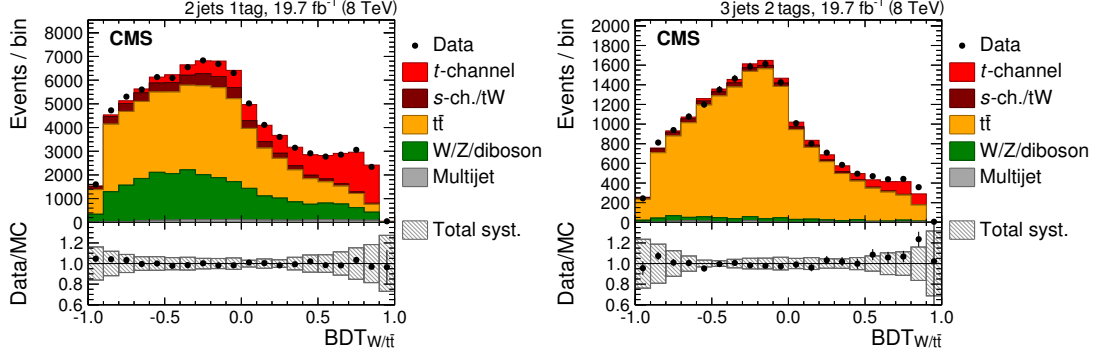 2 jets 1 tag, 19.7 fb⁻¹ (8 TeV)
CMS
Events / bin
8000
7000
6000
5000
4000
3000
2000
1000
0
Data
t-channel
s-ch./tW
tt̄
W/Z/diboson
Multijet
Total syst.
Data/MC
1.2
1.0
0.8
0.6
-1.0 -0.5 0.0 0.5 1.0
BDT_W/tt̄
3 jets 2 tags, 19.7 fb⁻¹ (8 TeV)
CMS
Events / bin
2000
1800
1600
1400
1200
1000
800
600
400
200
0
Data
t-channel
s-ch./tW
tt̄
W/Z/diboson
Multijet
Total syst.
Data/MC
1.2
1.0
0.8
0.6
-1.0 -0.5 0.0 0.5 1.0
BDT_W/tt̄